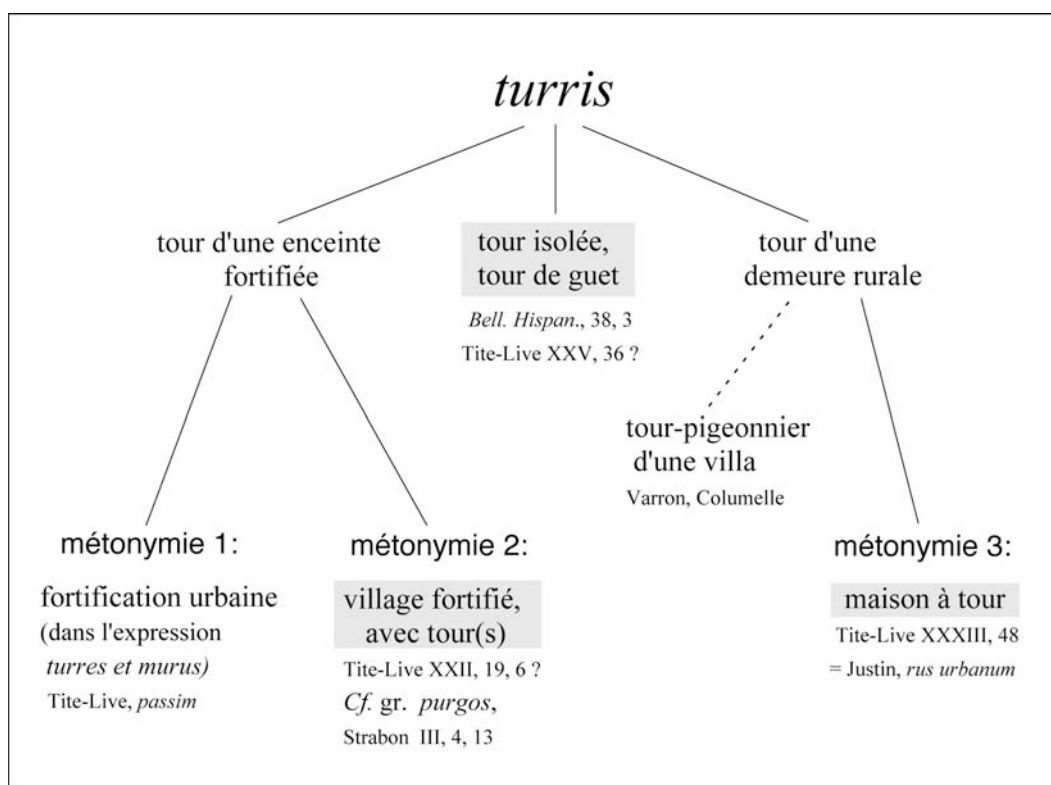 turris
tour d'une enceinte
fortifiée
tour isolée,
tour de guet
Bell. Hispan., 38, 3
Tite-Live XXV, 36 ?
tour d'une
demeure rurale
tour-pigeonnier
d'une villa
Varron, Columelle
métonymie 1:
fortification urbaine
(dans l'expression
turres et murus)
Tite-Live, passim
métonymie 2:
village fortifié,
avec tour(s)
Tite-Live XXII, 19, 6 ?
Cf. gr. purgos,
Strabon III, 4, 13
métonymie 3:
maison à tour
Tite-Live XXXIII, 48
= Justin, rus urbanum